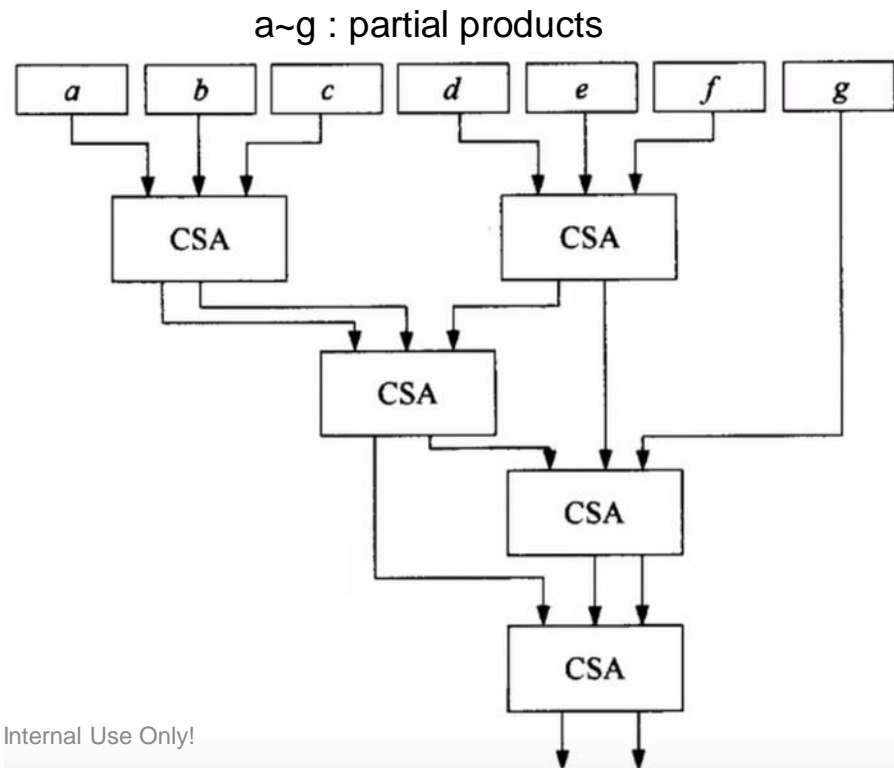 a~g : partial products
a b c d e f g
CSA CSA
CSA
CSA
CSA
Internal Use Only!